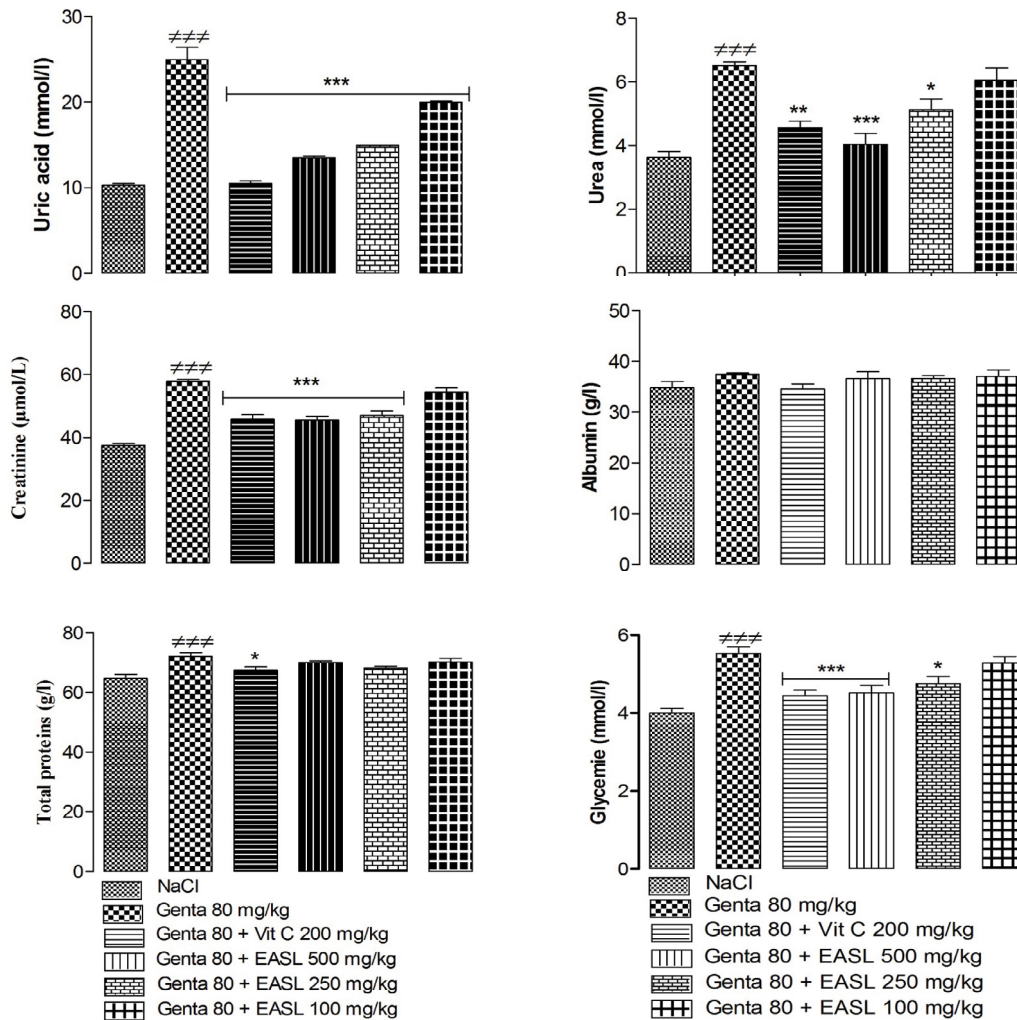 Uric acid (mmol/l)
30
20
10
0
≠≠≠
***
Urea (mmol/l)
8
6
4
2
0
≠≠≠
**
***
*
Creatinine (µmol/L)
80
60
40
20
0
≠≠≠
***
Albumin (g/l)
50
40
30
20
10
0
Total proteins (g/l)
80
60
40
20
0
≠≠≠
*
Glycemie (mmol/l)
6
4
2
0
≠≠≠
***
*
NaCl
Genta 80 mg/kg
Genta 80 + Vit C 200 mg/kg
Genta 80 + EASL 500 mg/kg
Genta 80 + EASL 250 mg/kg
Genta 80 + EASL 100 mg/kg
NaCl
Genta 80 mg/kg
Genta 80 + Vit C 200 mg/kg
Genta 80 + EASL 500 mg/kg
Genta 80 + EASL 250 mg/kg
Genta 80 + EASL 100 mg/kg